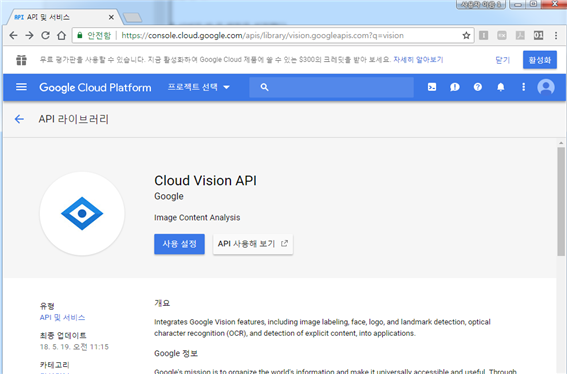 사용자 이름 1
API API 및 서비스
안전함 | https://console.cloud.google.com/apis/library/vision.googleapis.com?q=vision
무료 평가판을 사용할 수 있습니다. 지금 활성화하여 Google Cloud 제품에 쓸 수 있는 $300의 크레딧을 받아 보세요. 자세히 알아보기 닫기 활성화
Google Cloud Platform 프로젝트 선택
API 라이브러리
Cloud Vision API
Google
Image Content Analysis
사용 설정 API 사용해 보기
유형
API 및 서비스
최종 업데이트
18. 5. 19. 오전 11:15
카테고리
개요
Integrates Google Vision features, including image labeling, face, logo, and landmark detection, optical
character recognition (OCR), and detection of explicit content, into applications.
Google 정보
Google's mission is to organize the world's information and make it universally accessible and useful. Through